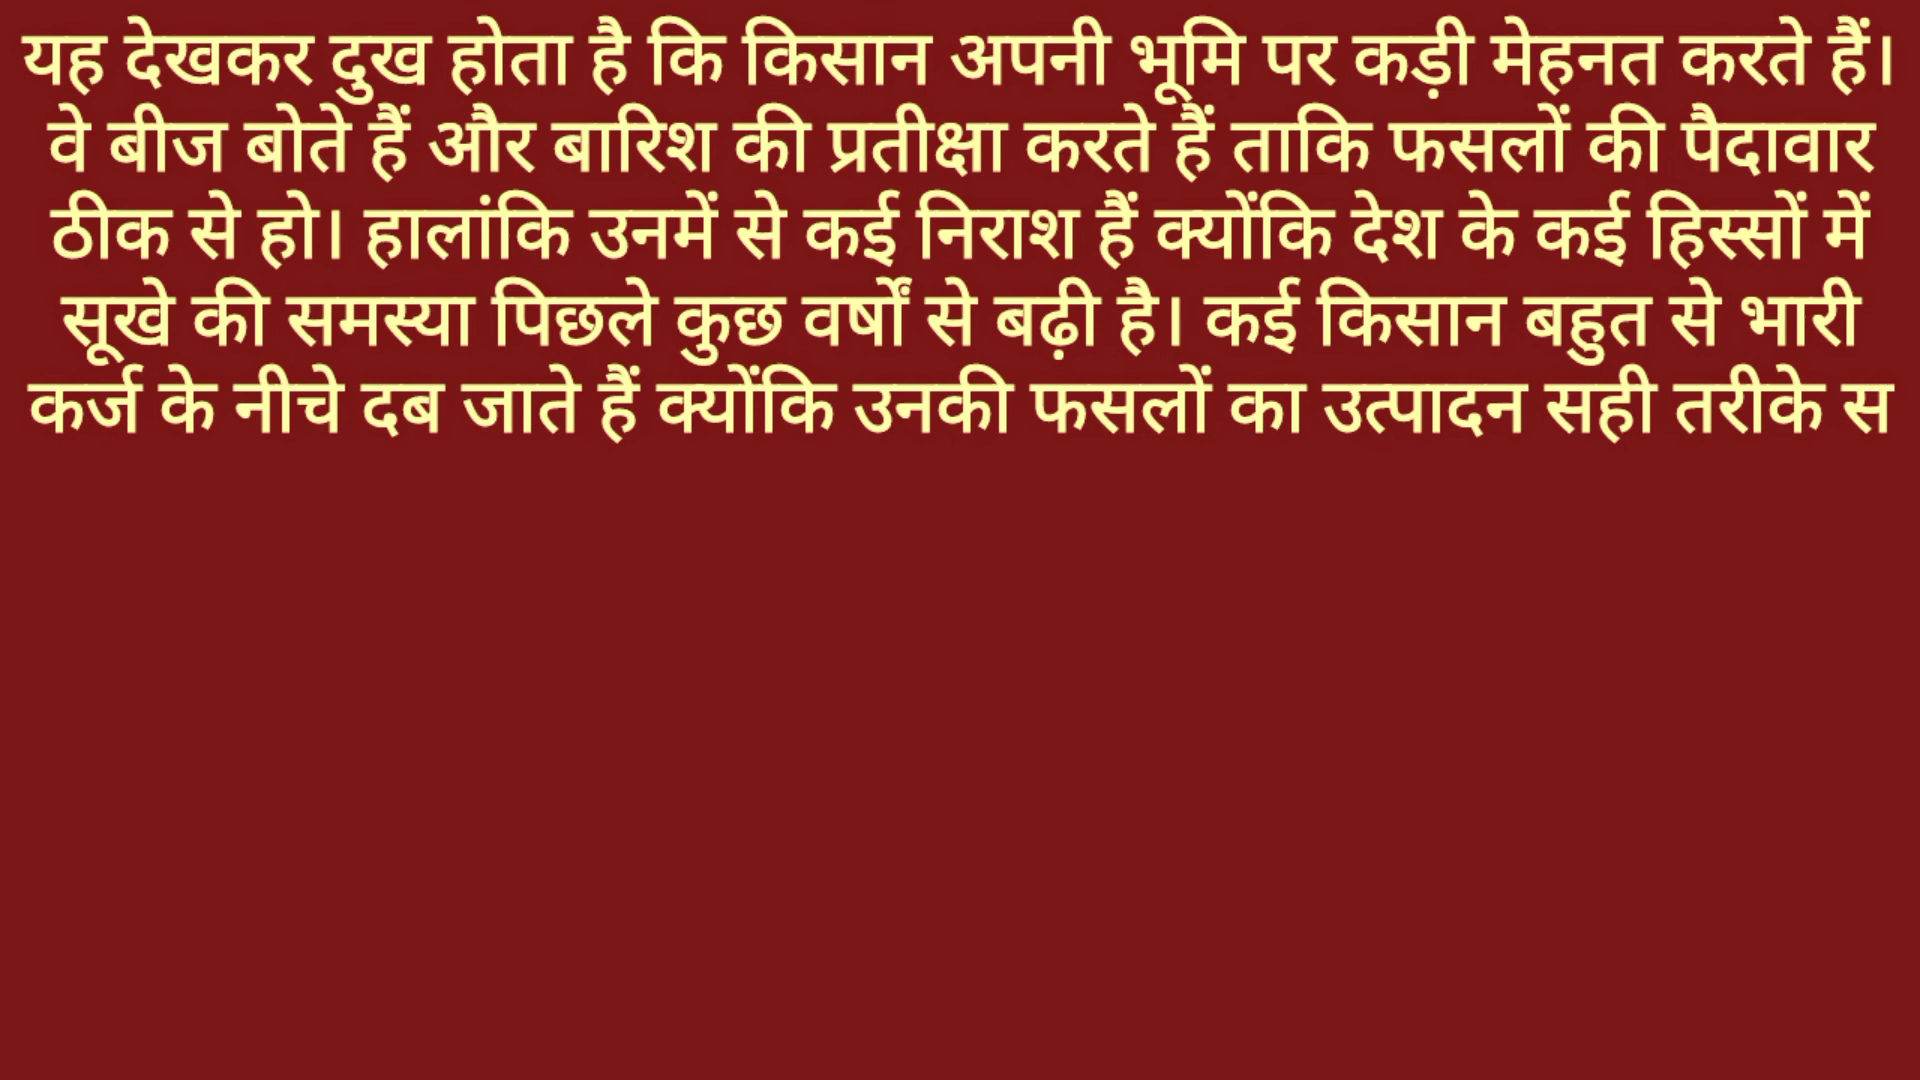 यह देखकर दुख होता है कि किसान अपनी भूमि पर कड़ी मेहनत करते हैं।
वे बीज बोते हैं और बारिश की प्रतीक्षा करते हैं ताकि फसलों की पैदावार
ठीक से हो। हालांकि उनमें से कई निराश हैं क्योंकि देश के कई हिस्सों में
सूखे की समस्या पिछले कुछ वर्षों से बढ़ी है। कई किसान बहुत से भारी
कर्ज के नीचे दब जाते हैं क्योंकि उनकी फसलों का उत्पादन सही तरीके स